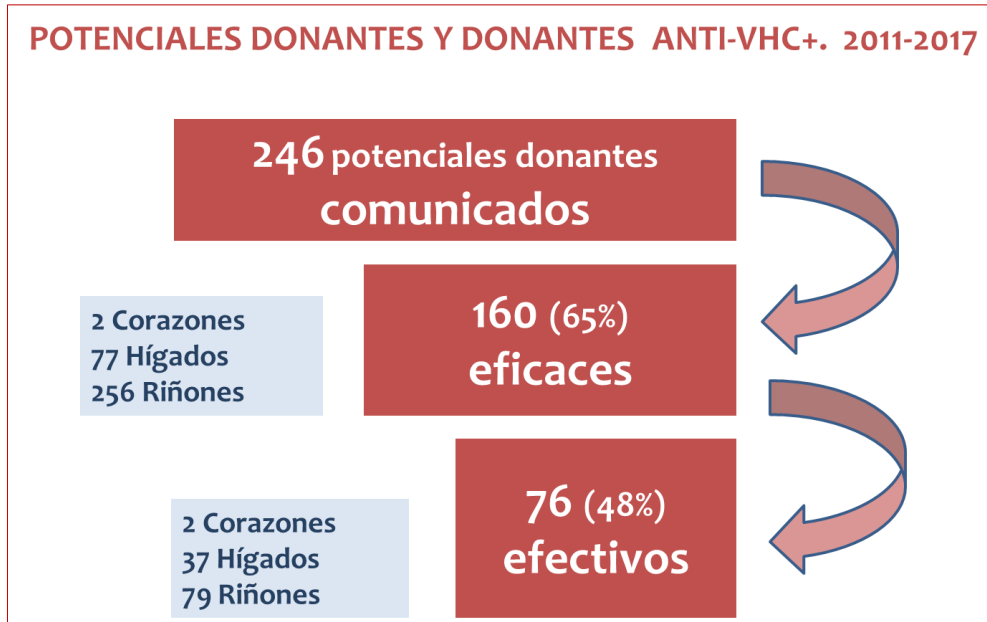 POTENCIALES DONANTES Y DONANTES ANTI-VHC+. 2011-2017
246 potenciales donantes
comunicados
2 Corazones
77 Hígados
256 Riñones
160 (65%)
eficaces
2 Corazones
37 Hígados
79 Riñones
76 (48%)
efectivos